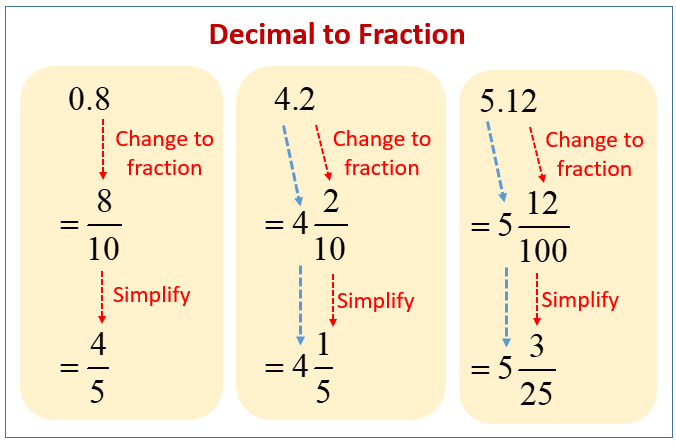 Decimal to Fraction
0.8
Change to
fraction
= 8/10
Simplify
= 4/5
4.2
Change to
fraction
= 4 2/10
Simplify
= 4 1/5
5.12
Change to
fraction
= 5 12/100
Simplify
= 5 3/25